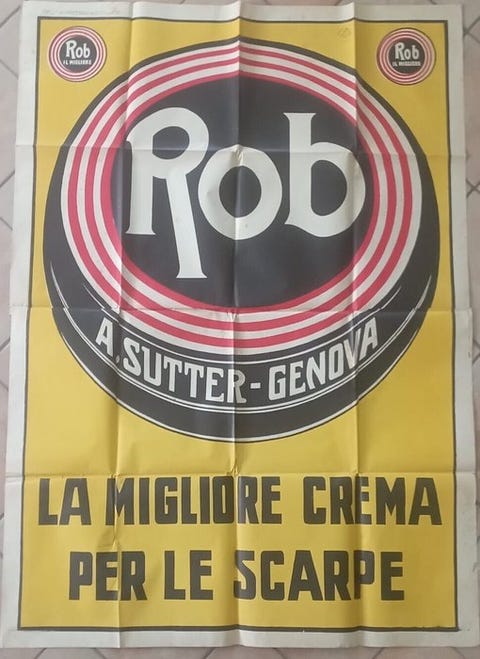 Rob
IL MIGLIORE
Rob
IL MIGLIORE
Rob
A. SUTTER - GENOVA
LA MIGLIORE CREMA
PER LE SCARPE